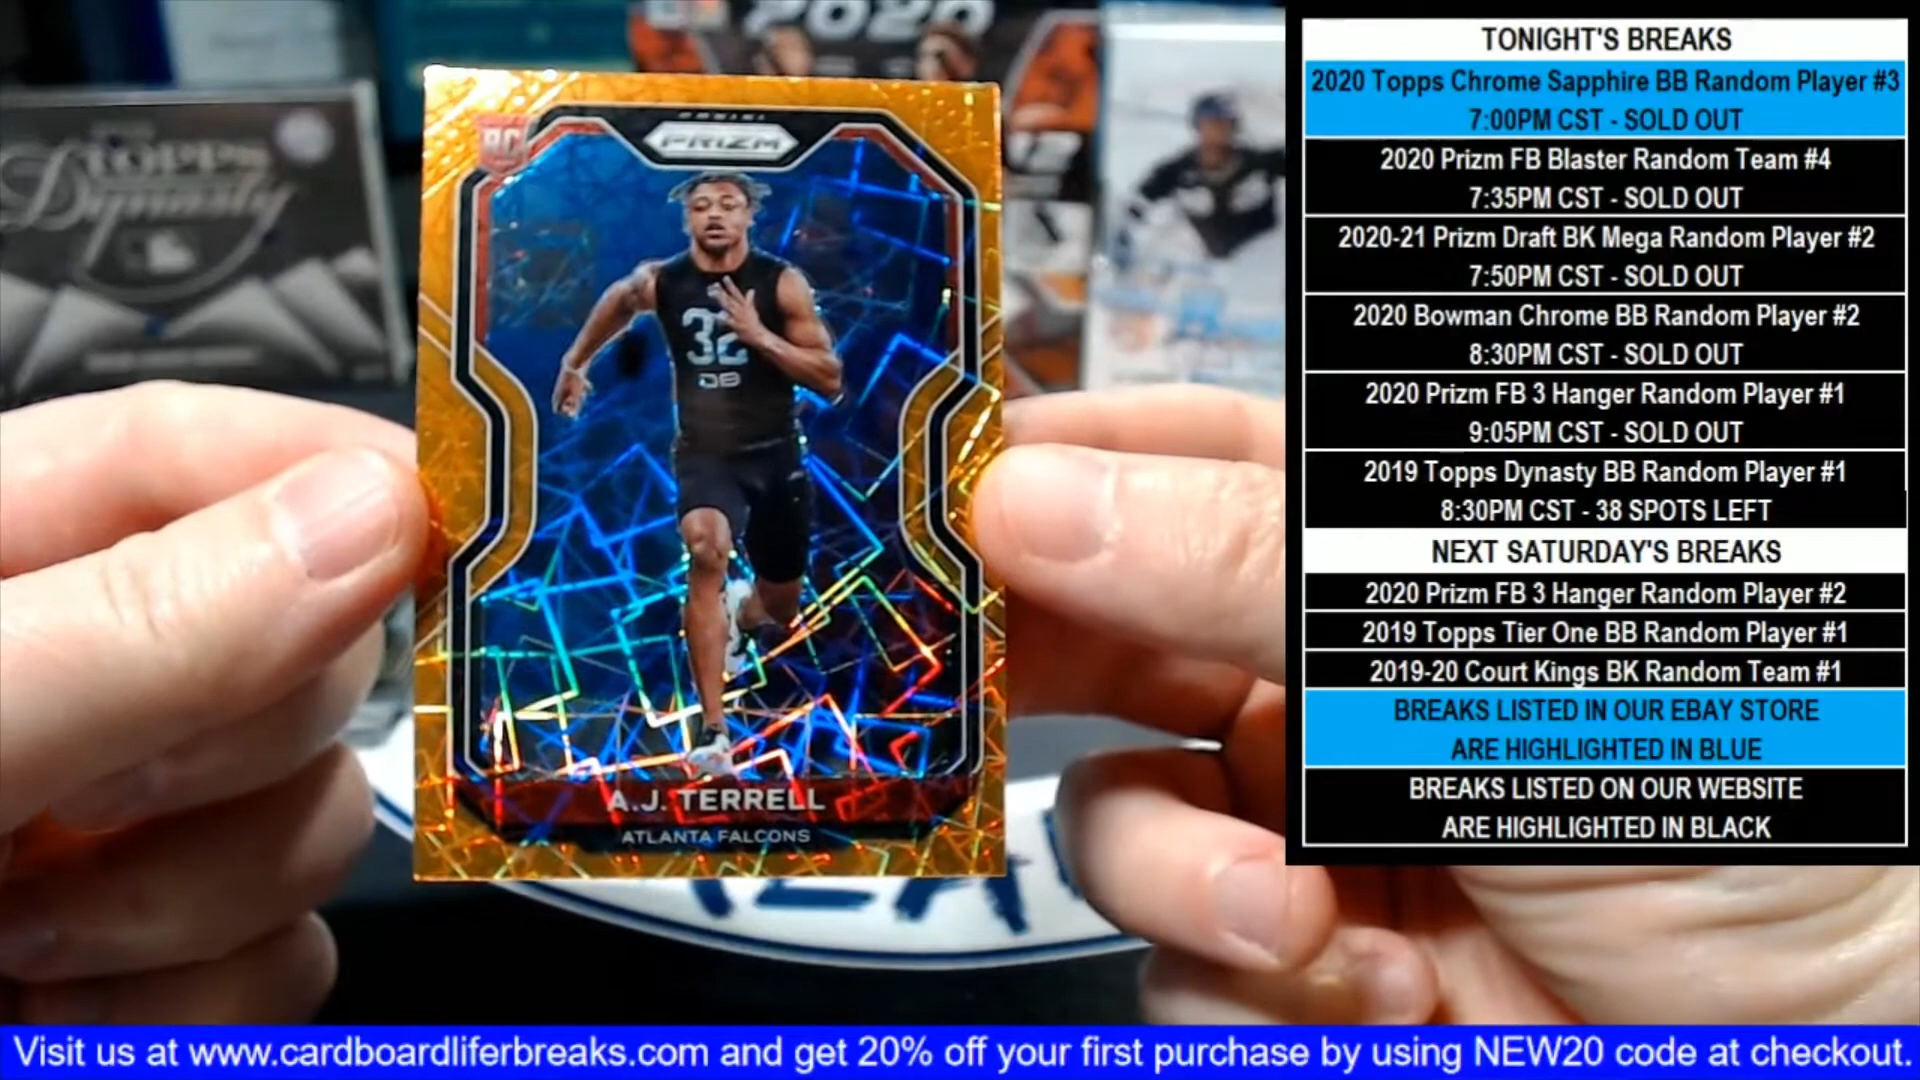 2020
TOPPS
Dynasty
RC
PANINI
PRIZM
32
DB
A.J. TERRELL
ATLANTA FALCONS
TONIGHT'S BREAKS
2020 Topps Chrome Sapphire BB Random Player #3
7:00PM CST - SOLD OUT
2020 Prizm FB Blaster Random Team #4
7:35PM CST - SOLD OUT
2020-21 Prizm Draft BK Mega Random Player #2
7:50PM CST - SOLD OUT
2020 Bowman Chrome BB Random Player #2
8:30PM CST - SOLD OUT
2020 Prizm FB 3 Hanger Random Player #1
9:05PM CST - SOLD OUT
2019 Topps Dynasty BB Random Player #1
8:30PM CST - 38 SPOTS LEFT
NEXT SATURDAY'S BREAKS
2020 Prizm FB 3 Hanger Random Player #2
2019 Topps Tier One BB Random Player #1
2019-20 Court Kings BK Random Team #1
BREAKS LISTED IN OUR EBAY STORE
ARE HIGHLIGHTED IN BLUE
BREAKS LISTED ON OUR WEBSITE
ARE HIGHLIGHTED IN BLACK
Visit us at www.cardboardliferbreaks.com and get 20% off your first purchase by using NEW20 code at checkout.